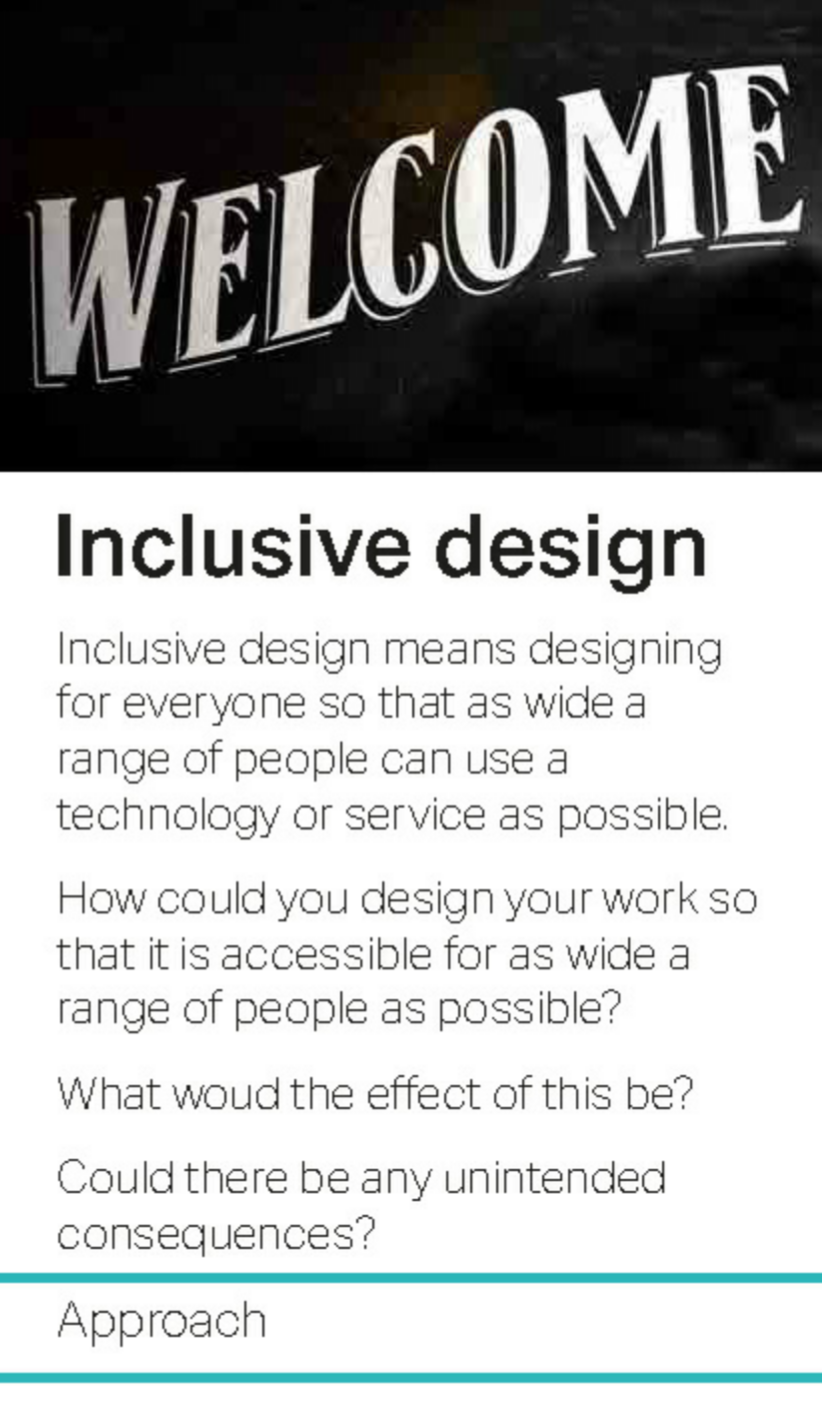 WELCOME
Inclusive design
Inclusive design means designing
for everyone so that as wide a
range of people can use a
technology or service as possible.
How could you design your work so
that it is accessible for as wide a
range of people as possible?
What woud the effect of this be?
Could there be any unintended
consequences?
Approach